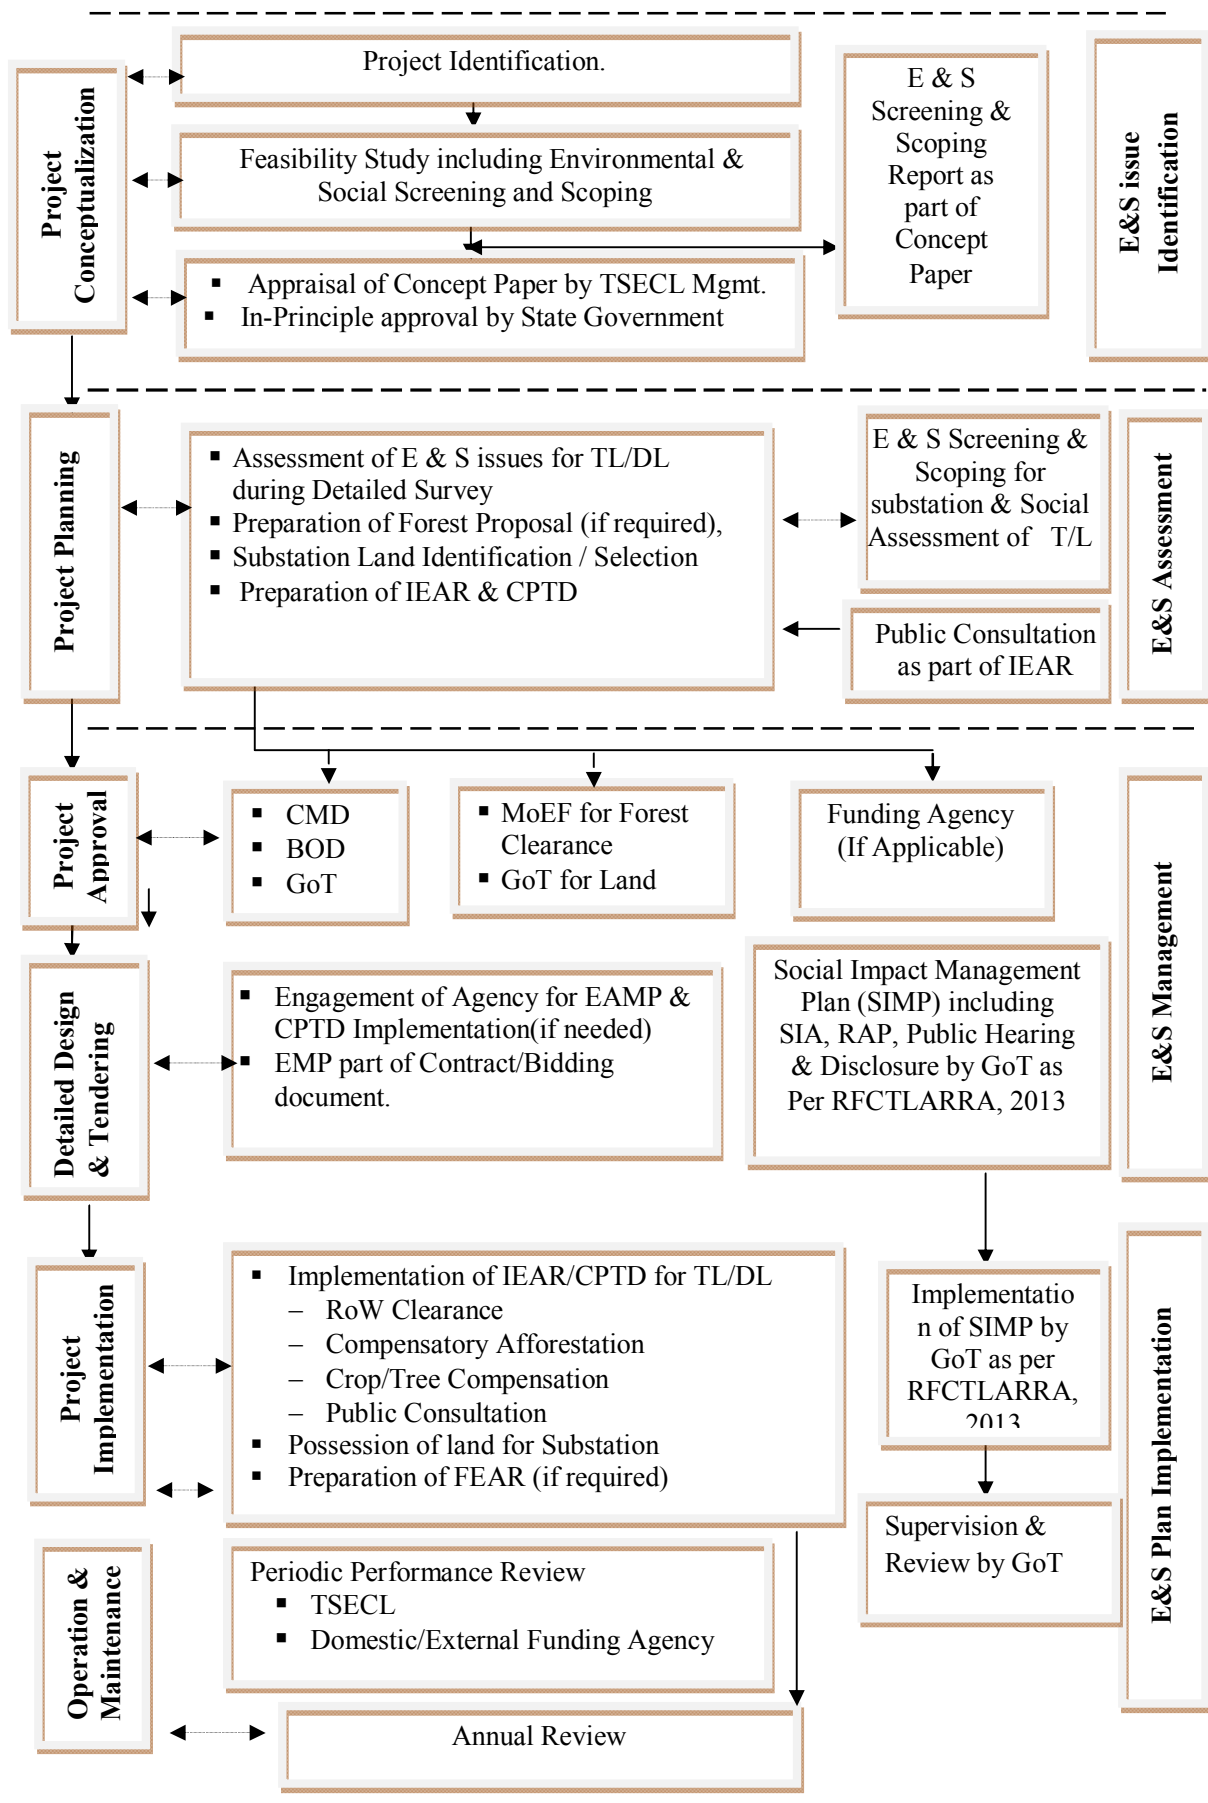 Project
Conceptualization
Project Identification.
Feasibility Study including Environmental &
Social Screening and Scoping
▪ Appraisal of Concept Paper by TSECL Mgmt.
▪ In-Principle approval by State Government
E & S
Screening &
Scoping
Report as
part of
Concept
Paper
E&S issue
Identification
Project Planning
▪ Assessment of E & S issues for TL/DL
during Detailed Survey
▪ Preparation of Forest Proposal (if required),
▪ Substation Land Identification / Selection
▪ Preparation of IEAR & CPTD
E & S Screening &
Scoping for
substation & Social
Assessment of T/L
Public Consultation
as part of IEAR
E&S Assessment
Project
Approval
▪ CMD
▪ BOD
▪ GoT
▪ MoEF for Forest
Clearance
▪ GoT for Land
Funding Agency
(If Applicable)
E&S Management
Detailed Design
& Tendering
▪ Engagement of Agency for EAMP &
CPTD Implementation(if needed)
▪ EMP part of Contract/Bidding
document.
Social Impact Management
Plan (SIMP) including
SIA, RAP, Public Hearing
& Disclosure by GoT as
Per RFCTLARRA, 2013
Project
Implementation
▪ Implementation of IEAR/CPTD for TL/DL
– RoW Clearance
– Compensatory Afforestation
– Crop/Tree Compensation
– Public Consultation
▪ Possession of land for Substation
▪ Preparation of FEAR (if required)
Implementatio
n of SIMP by
GoT as per
RFCTLARRA,
2013
Supervision &
Review by GoT
E&S Plan Implementation
Operation &
Maintenance
Periodic Performance Review
▪ TSECL
▪ Domestic/External Funding Agency
Annual Review